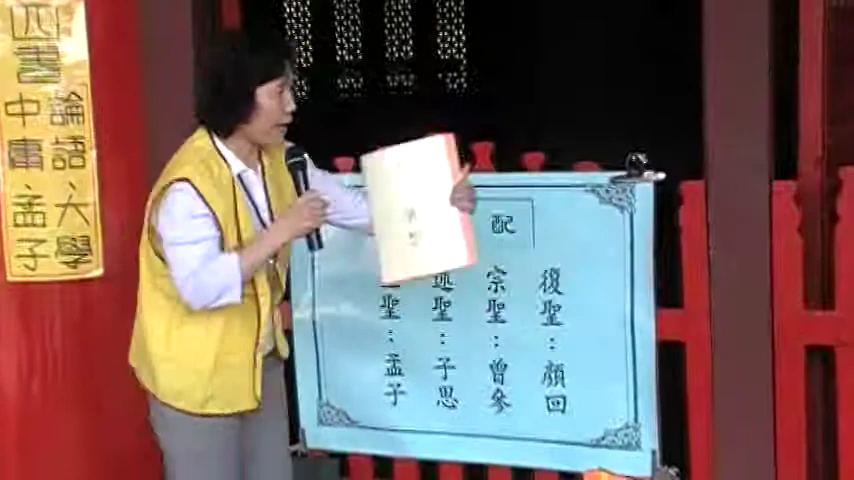 四書
「論語、大學
中庸、孟子
配
復聖：顏回
宗聖：曾參
述聖：子思
聖：孟子